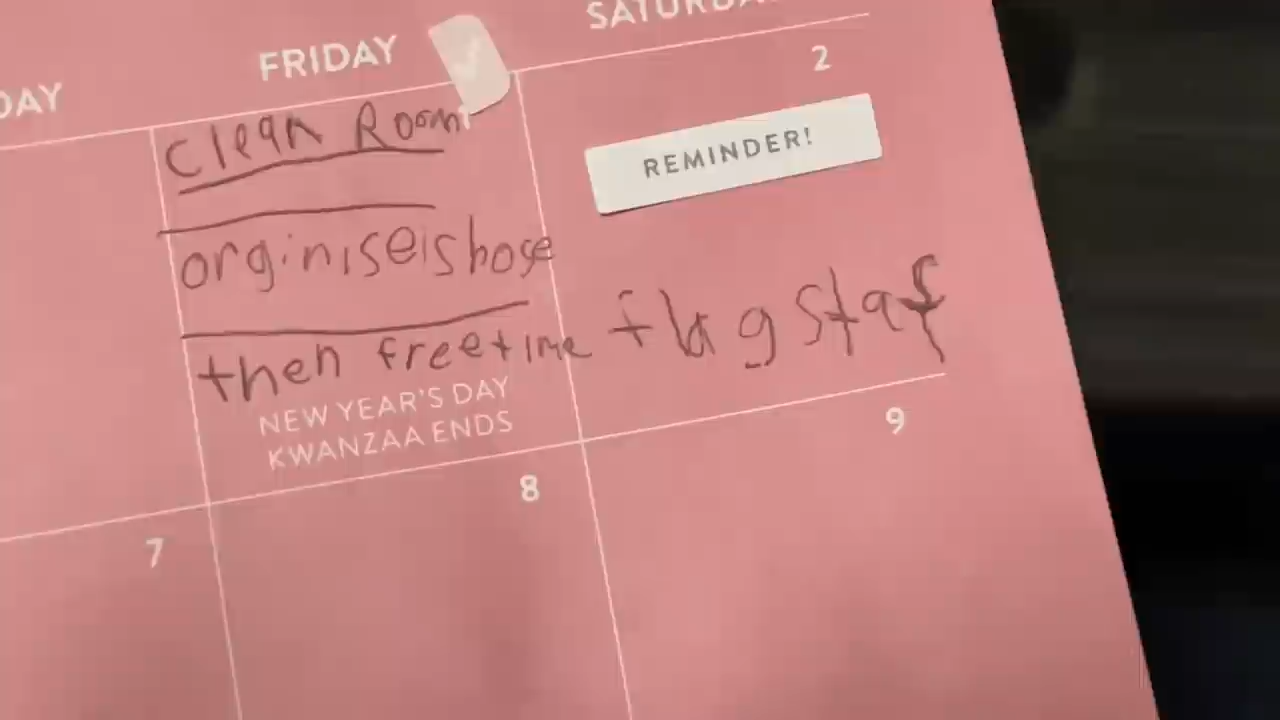 DAY
FRIDAY
SATURDA
clean Room
orginiseishose
then freetime
NEW YEAR'S DAY
KWANZAA ENDS
2
REMINDER!
flagstaf
7
8
9